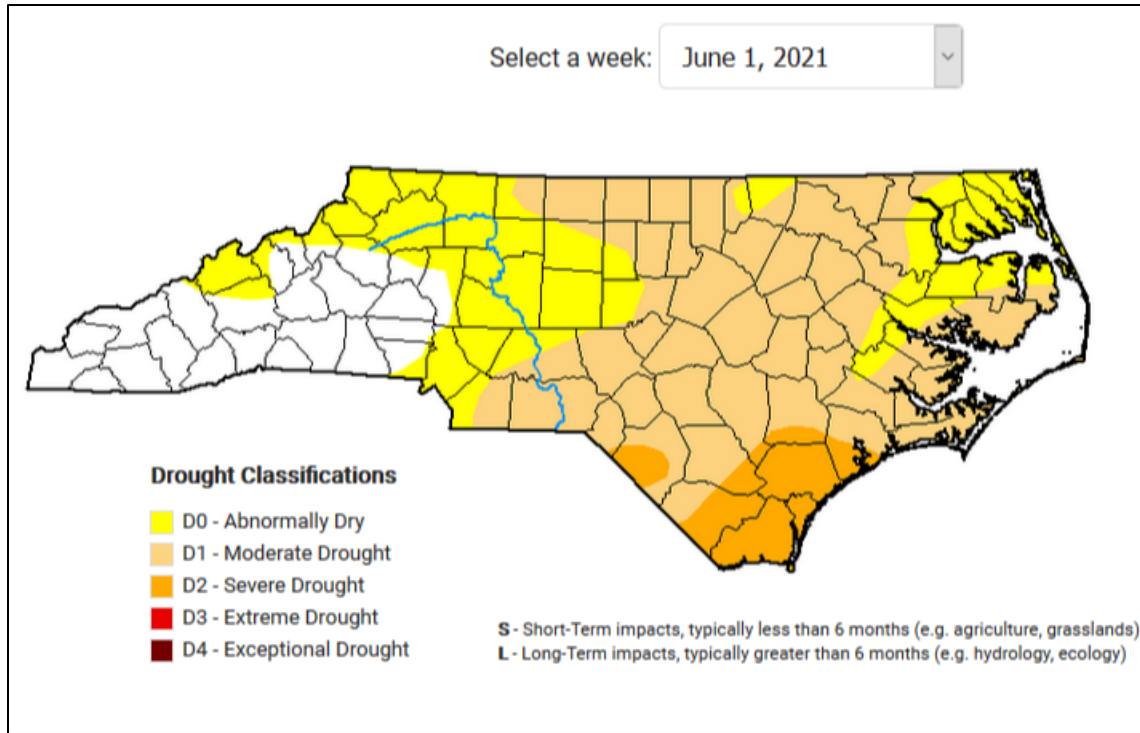 Select a week: June 1, 2021
Drought Classifications
D0 - Abnormally Dry
D1 - Moderate Drought
D2 - Severe Drought
D3 - Extreme Drought
D4 - Exceptional Drought
S - Short-Term impacts, typically less than 6 months (e.g. agriculture, grasslands)
L - Long-Term impacts, typically greater than 6 months (e.g. hydrology, ecology)